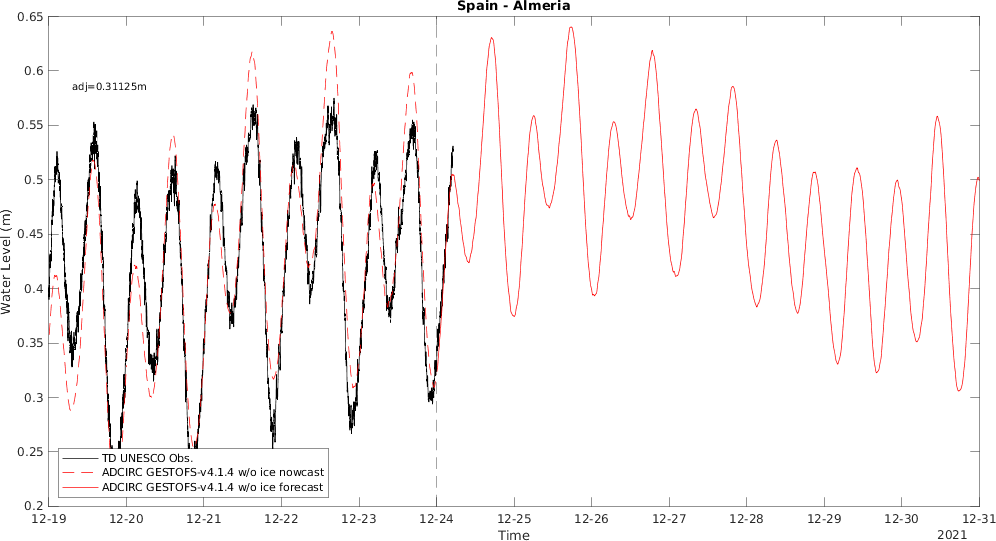 Spain - Almeria
0.65
0.6
0.55
0.5
0.45
0.4
0.35
0.3
0.25
0.2
Water Level (m)
adj=0.31125m
TD UNESCO Obs.
ADCIRC GESTOFS-v4.1.4 w/o ice nowcast
ADCIRC GESTOFS-v4.1.4 w/o ice forecast
12-19 12-20 12-21 12-22 12-23 12-24 12-25 12-26 12-27 12-28 12-29 12-30 12-31
Time
2021